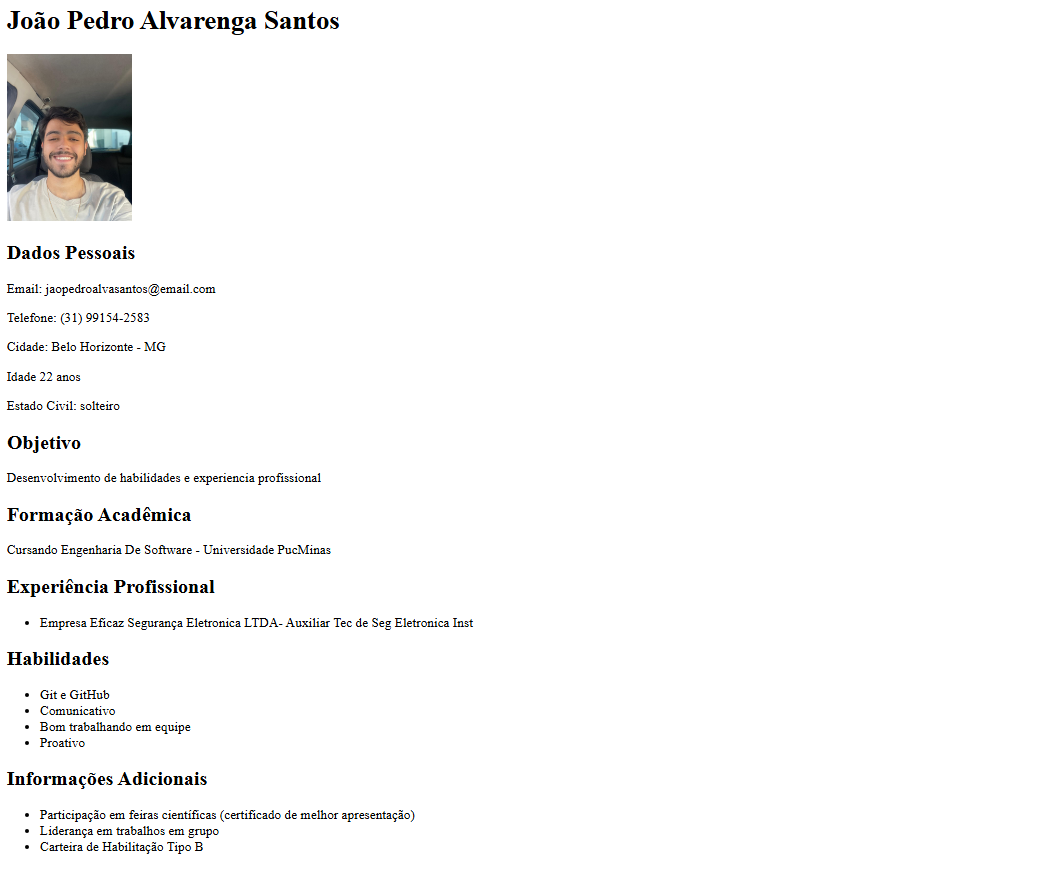 João Pedro Alvarenga Santos
Dados Pessoais
Email: jaopedroalvasantos@email.com
Telefone: (31) 99154-2583
Cidade: Belo Horizonte - MG
Idade 22 anos
Estado Civil: solteiro
Objetivo
Desenvolvimento de habilidades e experiencia profissional
Formação Acadêmica
Cursando Engenharia De Software - Universidade PucMinas
Experiência Profissional
• Empresa Eficaz Segurança Eletronica LTDA- Auxiliar Tec de Seg Eletronica Inst
Habilidades
• Git e GitHub
• Comunicativo
• Bom trabalhando em equipe
• Proativo
Informações Adicionais
• Participação em feiras científicas (certificado de melhor apresentação)
• Liderança em trabalhos em grupo
• Carteira de Habilitação Tipo B